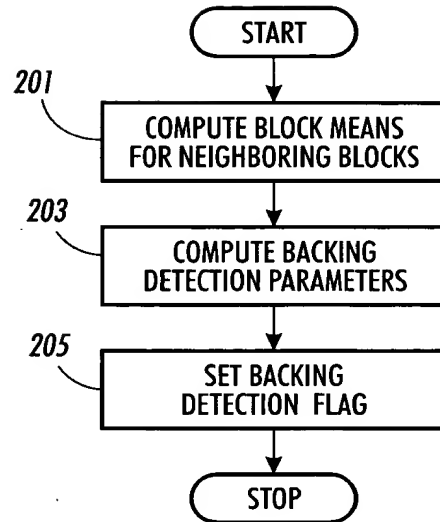 START
201
COMPUTE BLOCK MEANS
FOR NEIGHBORING BLOCKS
203
COMPUTE BACKING
DETECTION PARAMETERS
205
SET BACKING
DETECTION FLAG
STOP